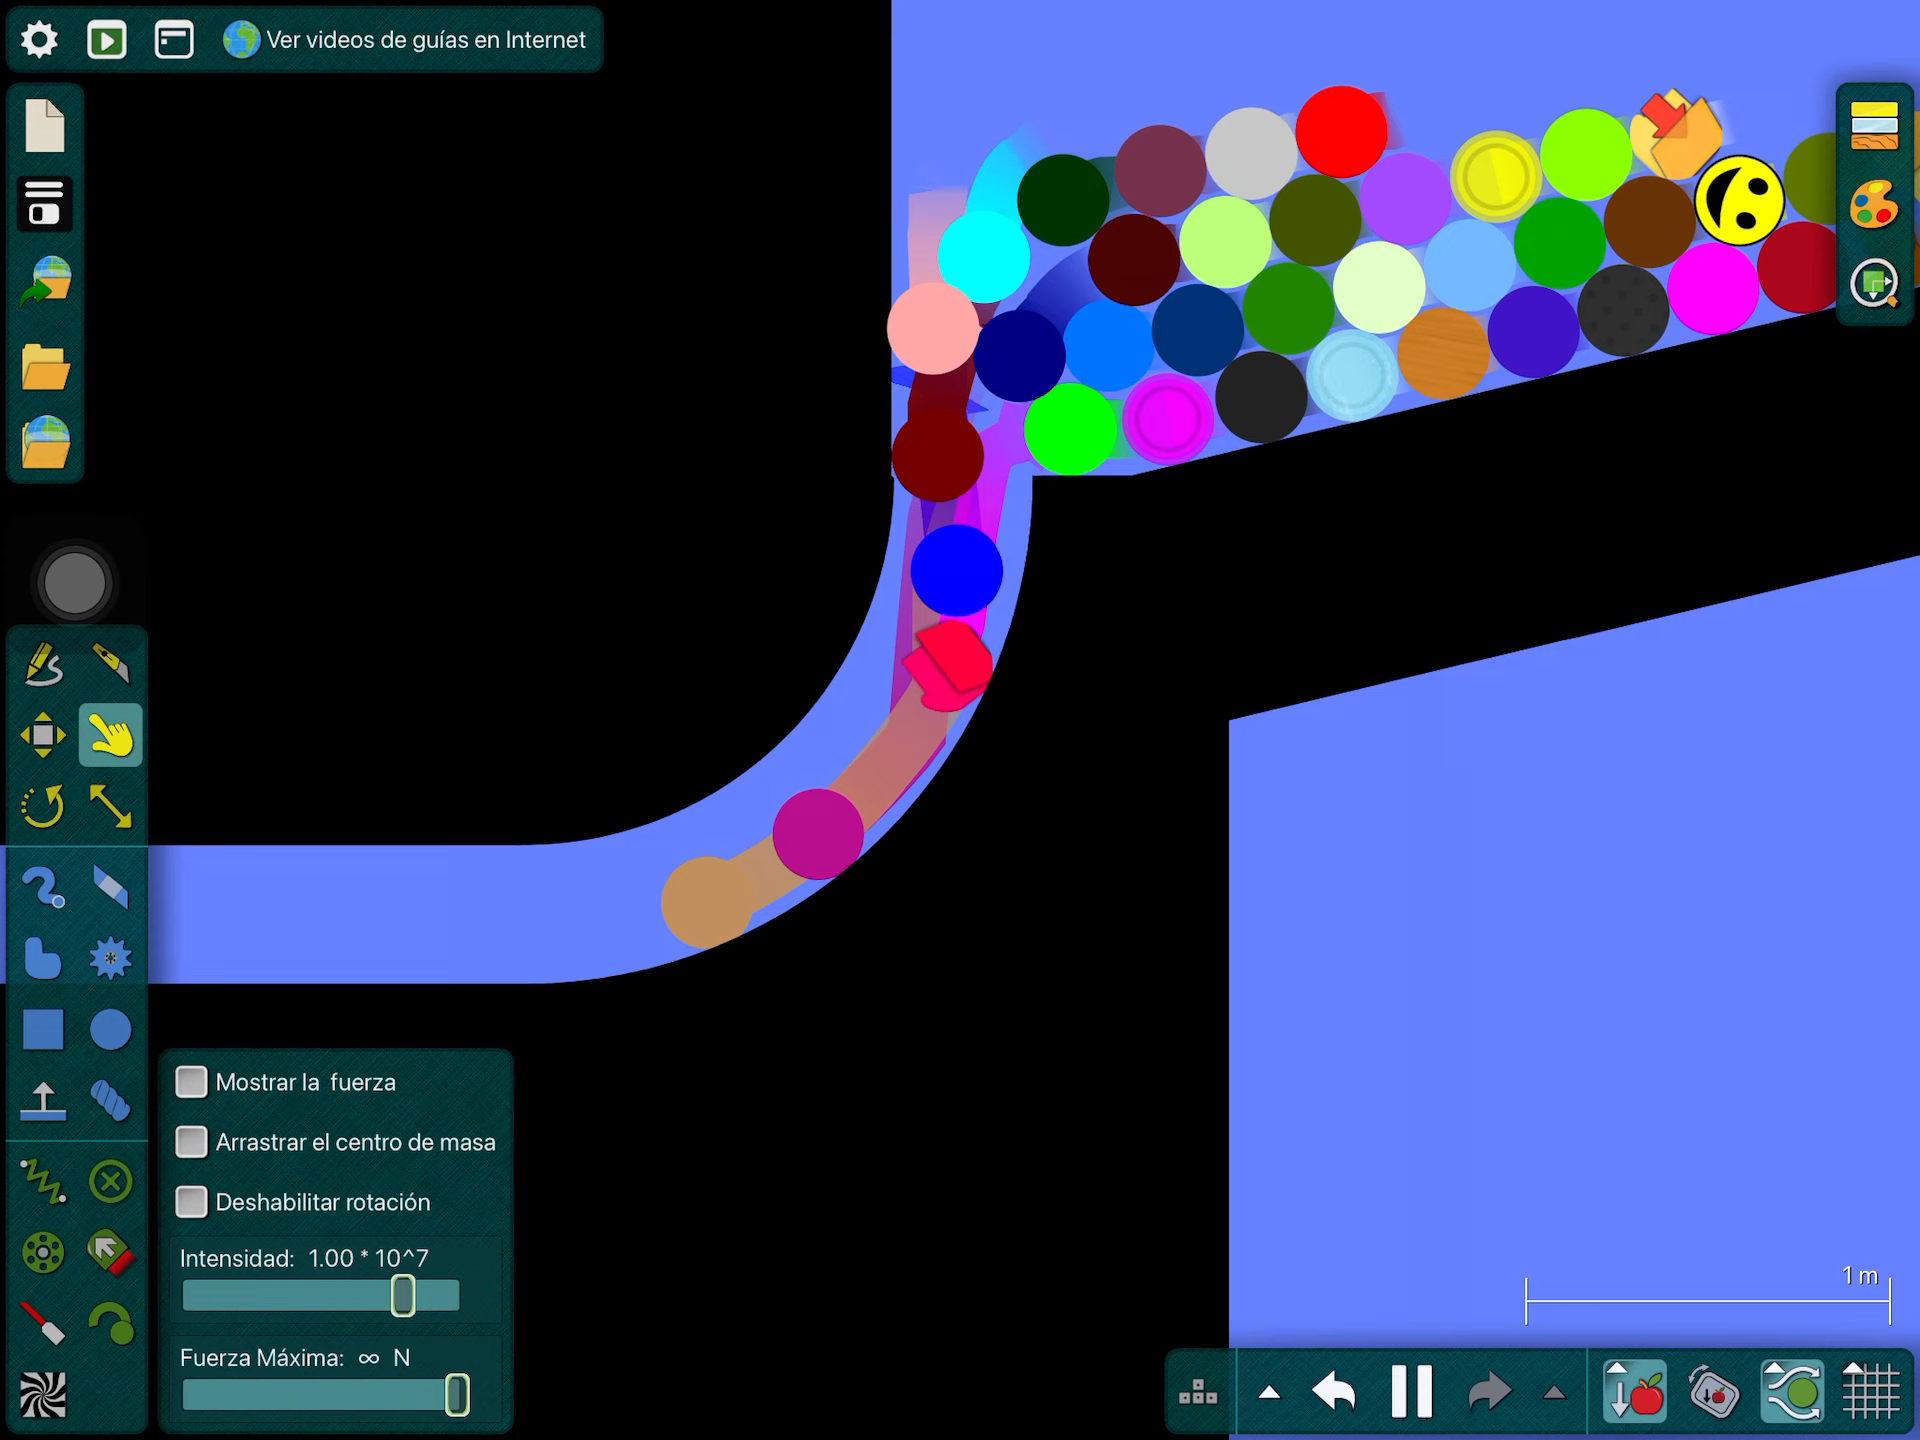 Ver videos de guías en Internet
Mostrar la fuerza
Arrastrar el centro de masa
Deshabilitar rotación
Intensidad: 1.00 * 10^7
Fuerza Máxima: ∞ N
1 m